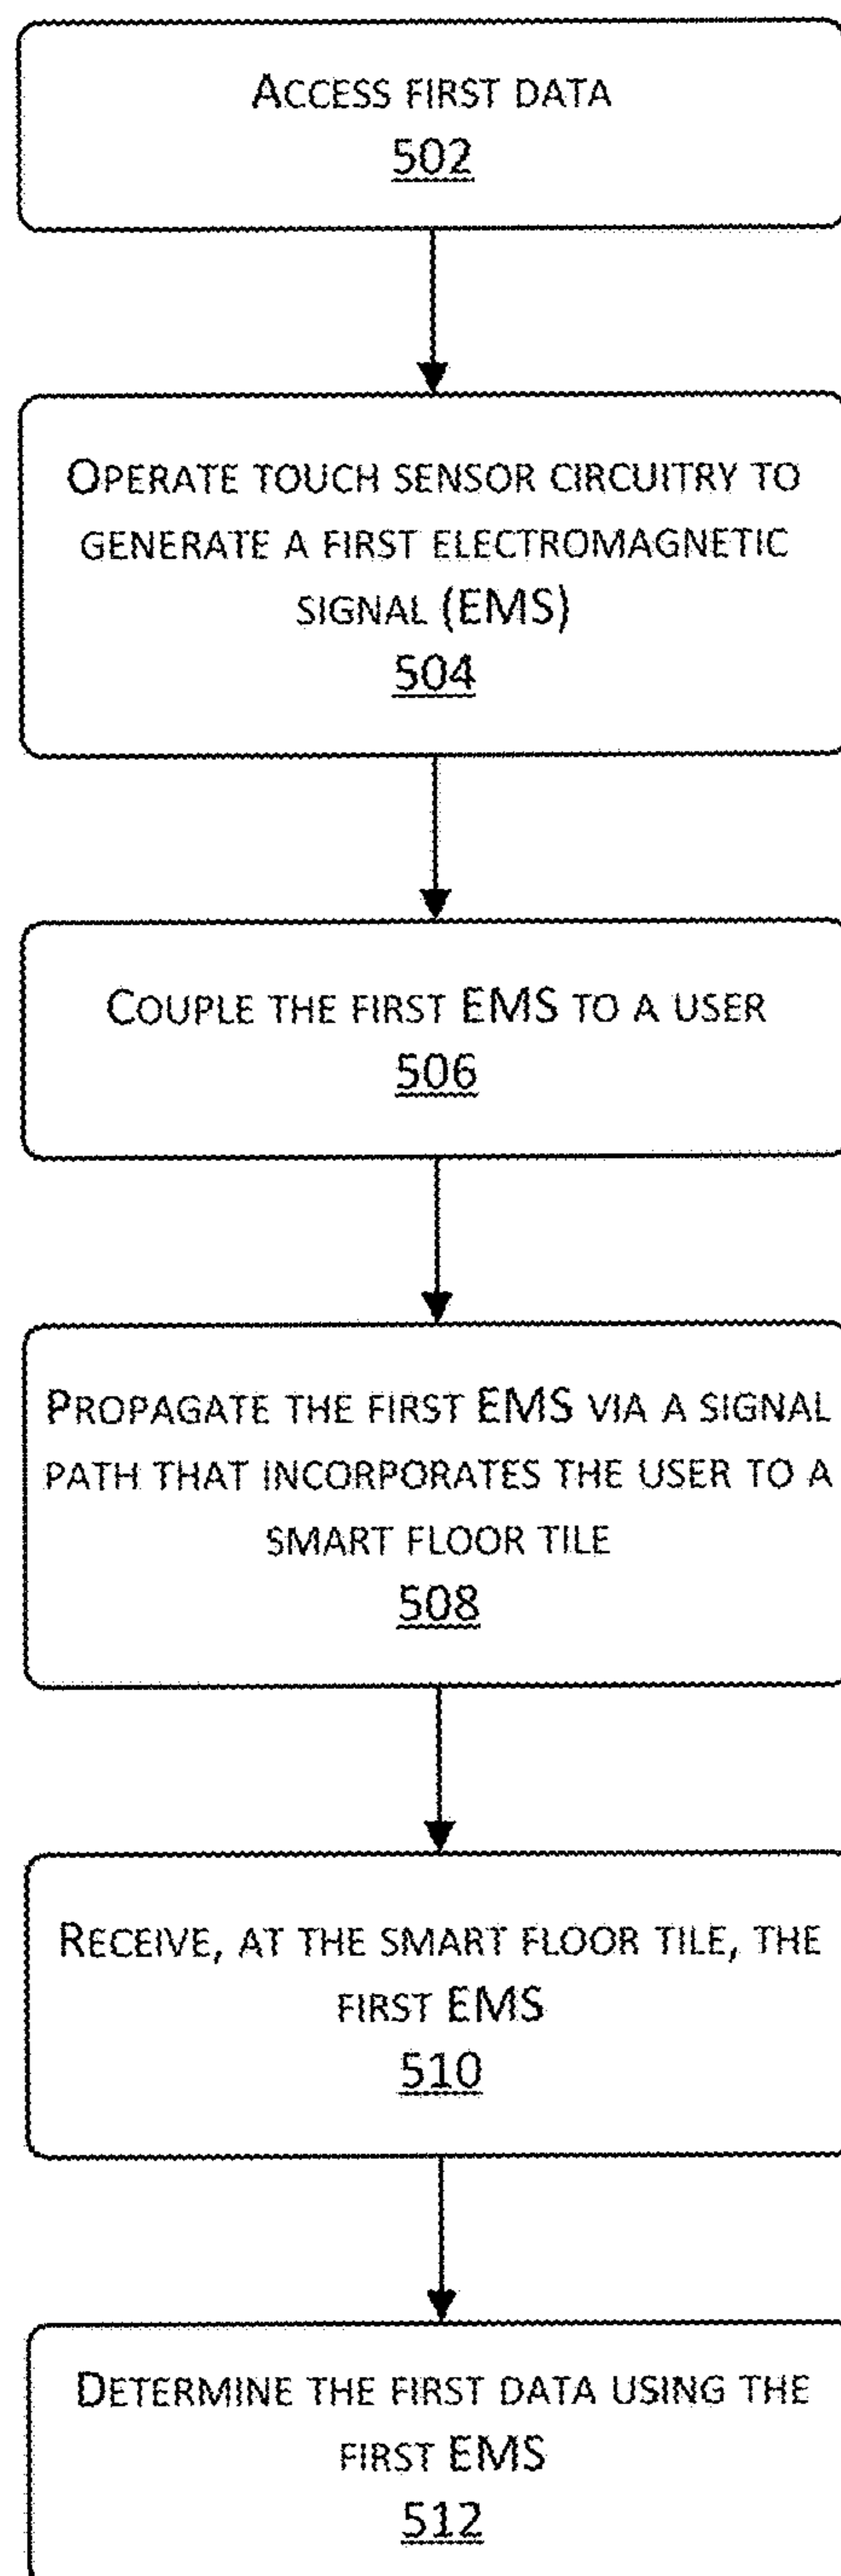 ACCESS FIRST DATA
502
OPERATE TOUCH SENSOR CIRCUITRY TO
GENERATE A FIRST ELECTROMAGNETIC
SIGNAL (EMS)
504
COUPLE THE FIRST EMS TO A USER
506
PROPAGATE THE FIRST EMS VIA A SIGNAL
PATH THAT INCORPORATES THE USER TO A
SMART FLOOR TILE
508
RECEIVE, AT THE SMART FLOOR TILE, THE
FIRST EMS
510
DETERMINE THE FIRST DATA USING THE
FIRST EMS
512